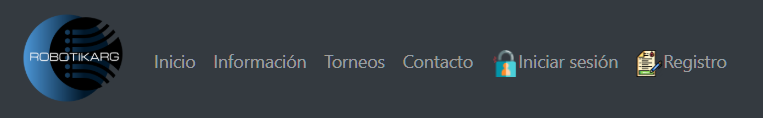 ROBOTIKARG
Inicio Información Torneos Contacto Iniciar sesión Registro